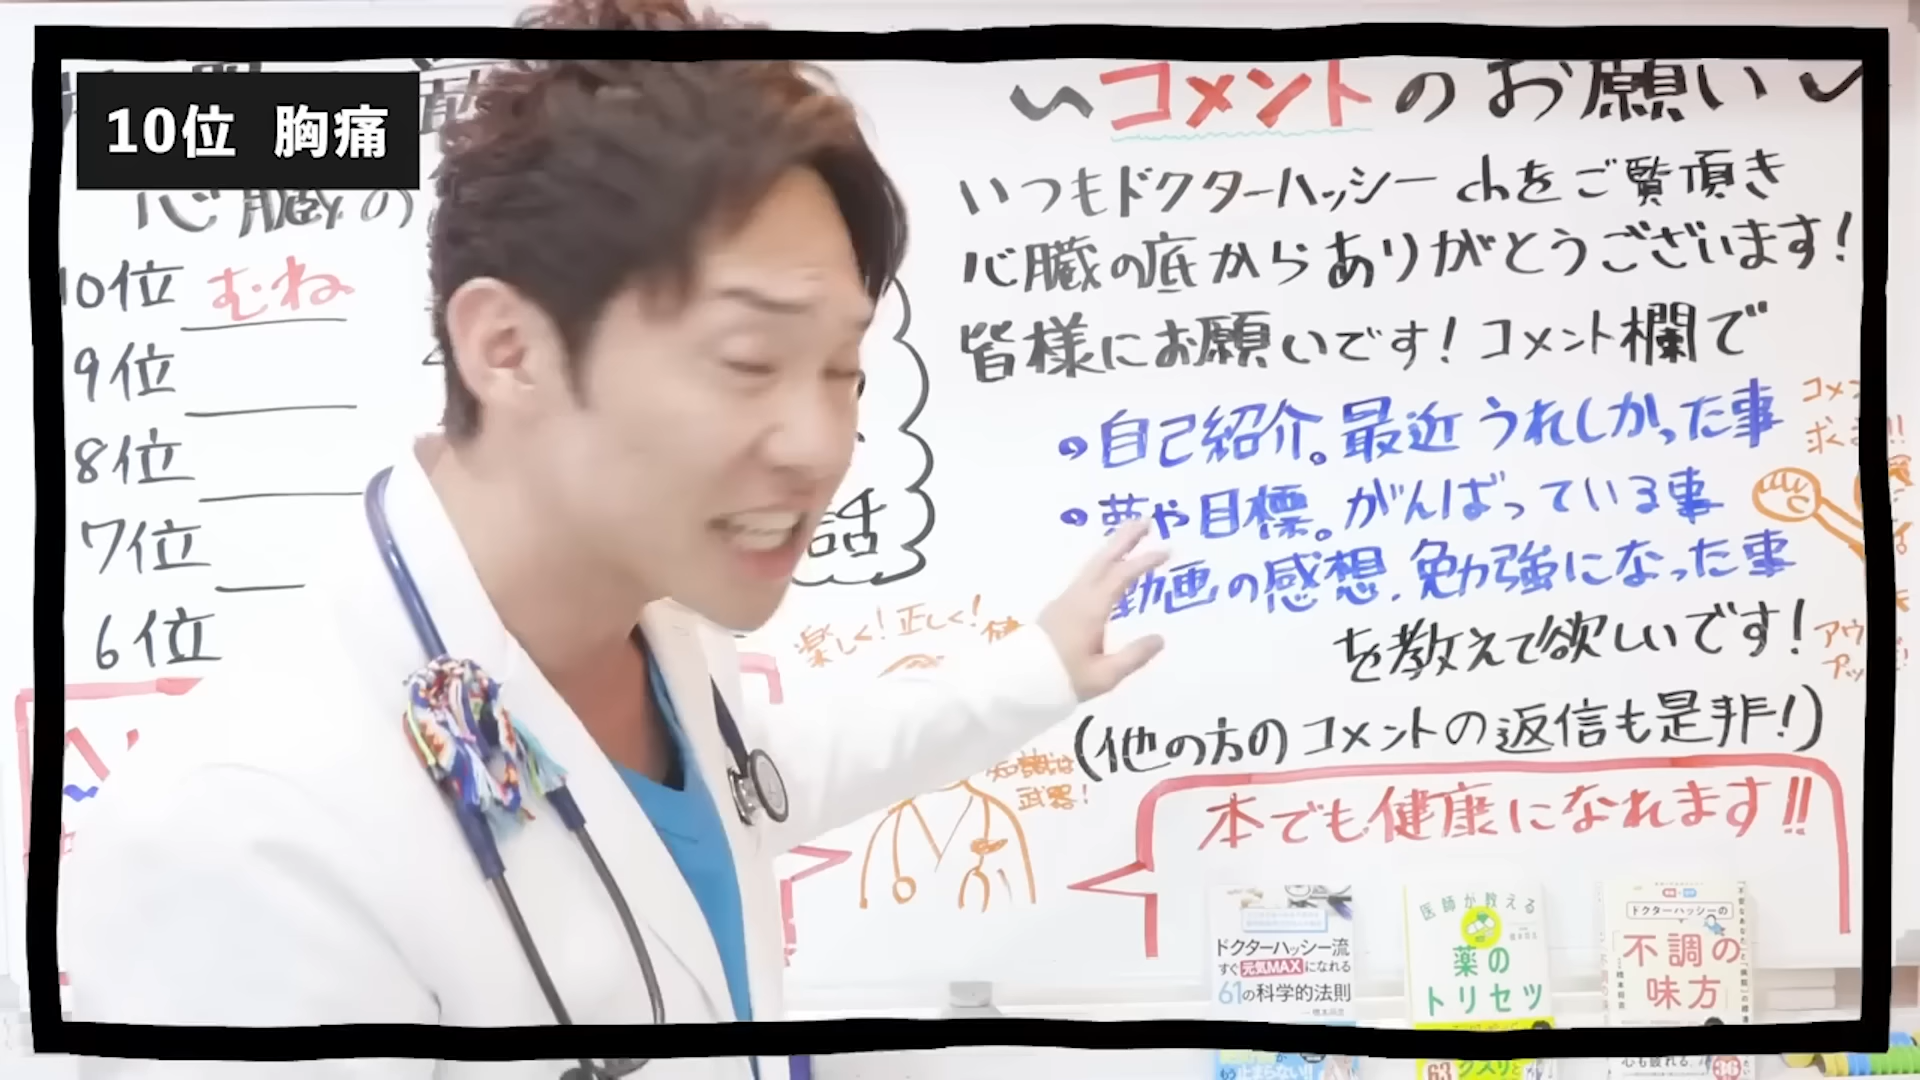 10位 胸痛
心臓の
10位 むね
9位
8位
7位
6位
話
コメントのお願い
いつもドクターハッシーchをご覧頂き
心臓の底からありがとうございます!
皆様にお願いです!コメント欄で
・自己紹介。最近うれしかった事
・夢や目標。がんばっている事
動画の感想.勉強になった事
を教えて欲しいです!
(他の方のコメントの返信も是非!)
楽しく!正しく!健
知識は
武器!
本でも健康になれます!!
ドクターハッシー流
すぐ元気MAXになれる
61の科学的法則
医師が教える
薬の
トリセツ
63
ドクターハッシーの
不調の
味方
心も疲れる
36